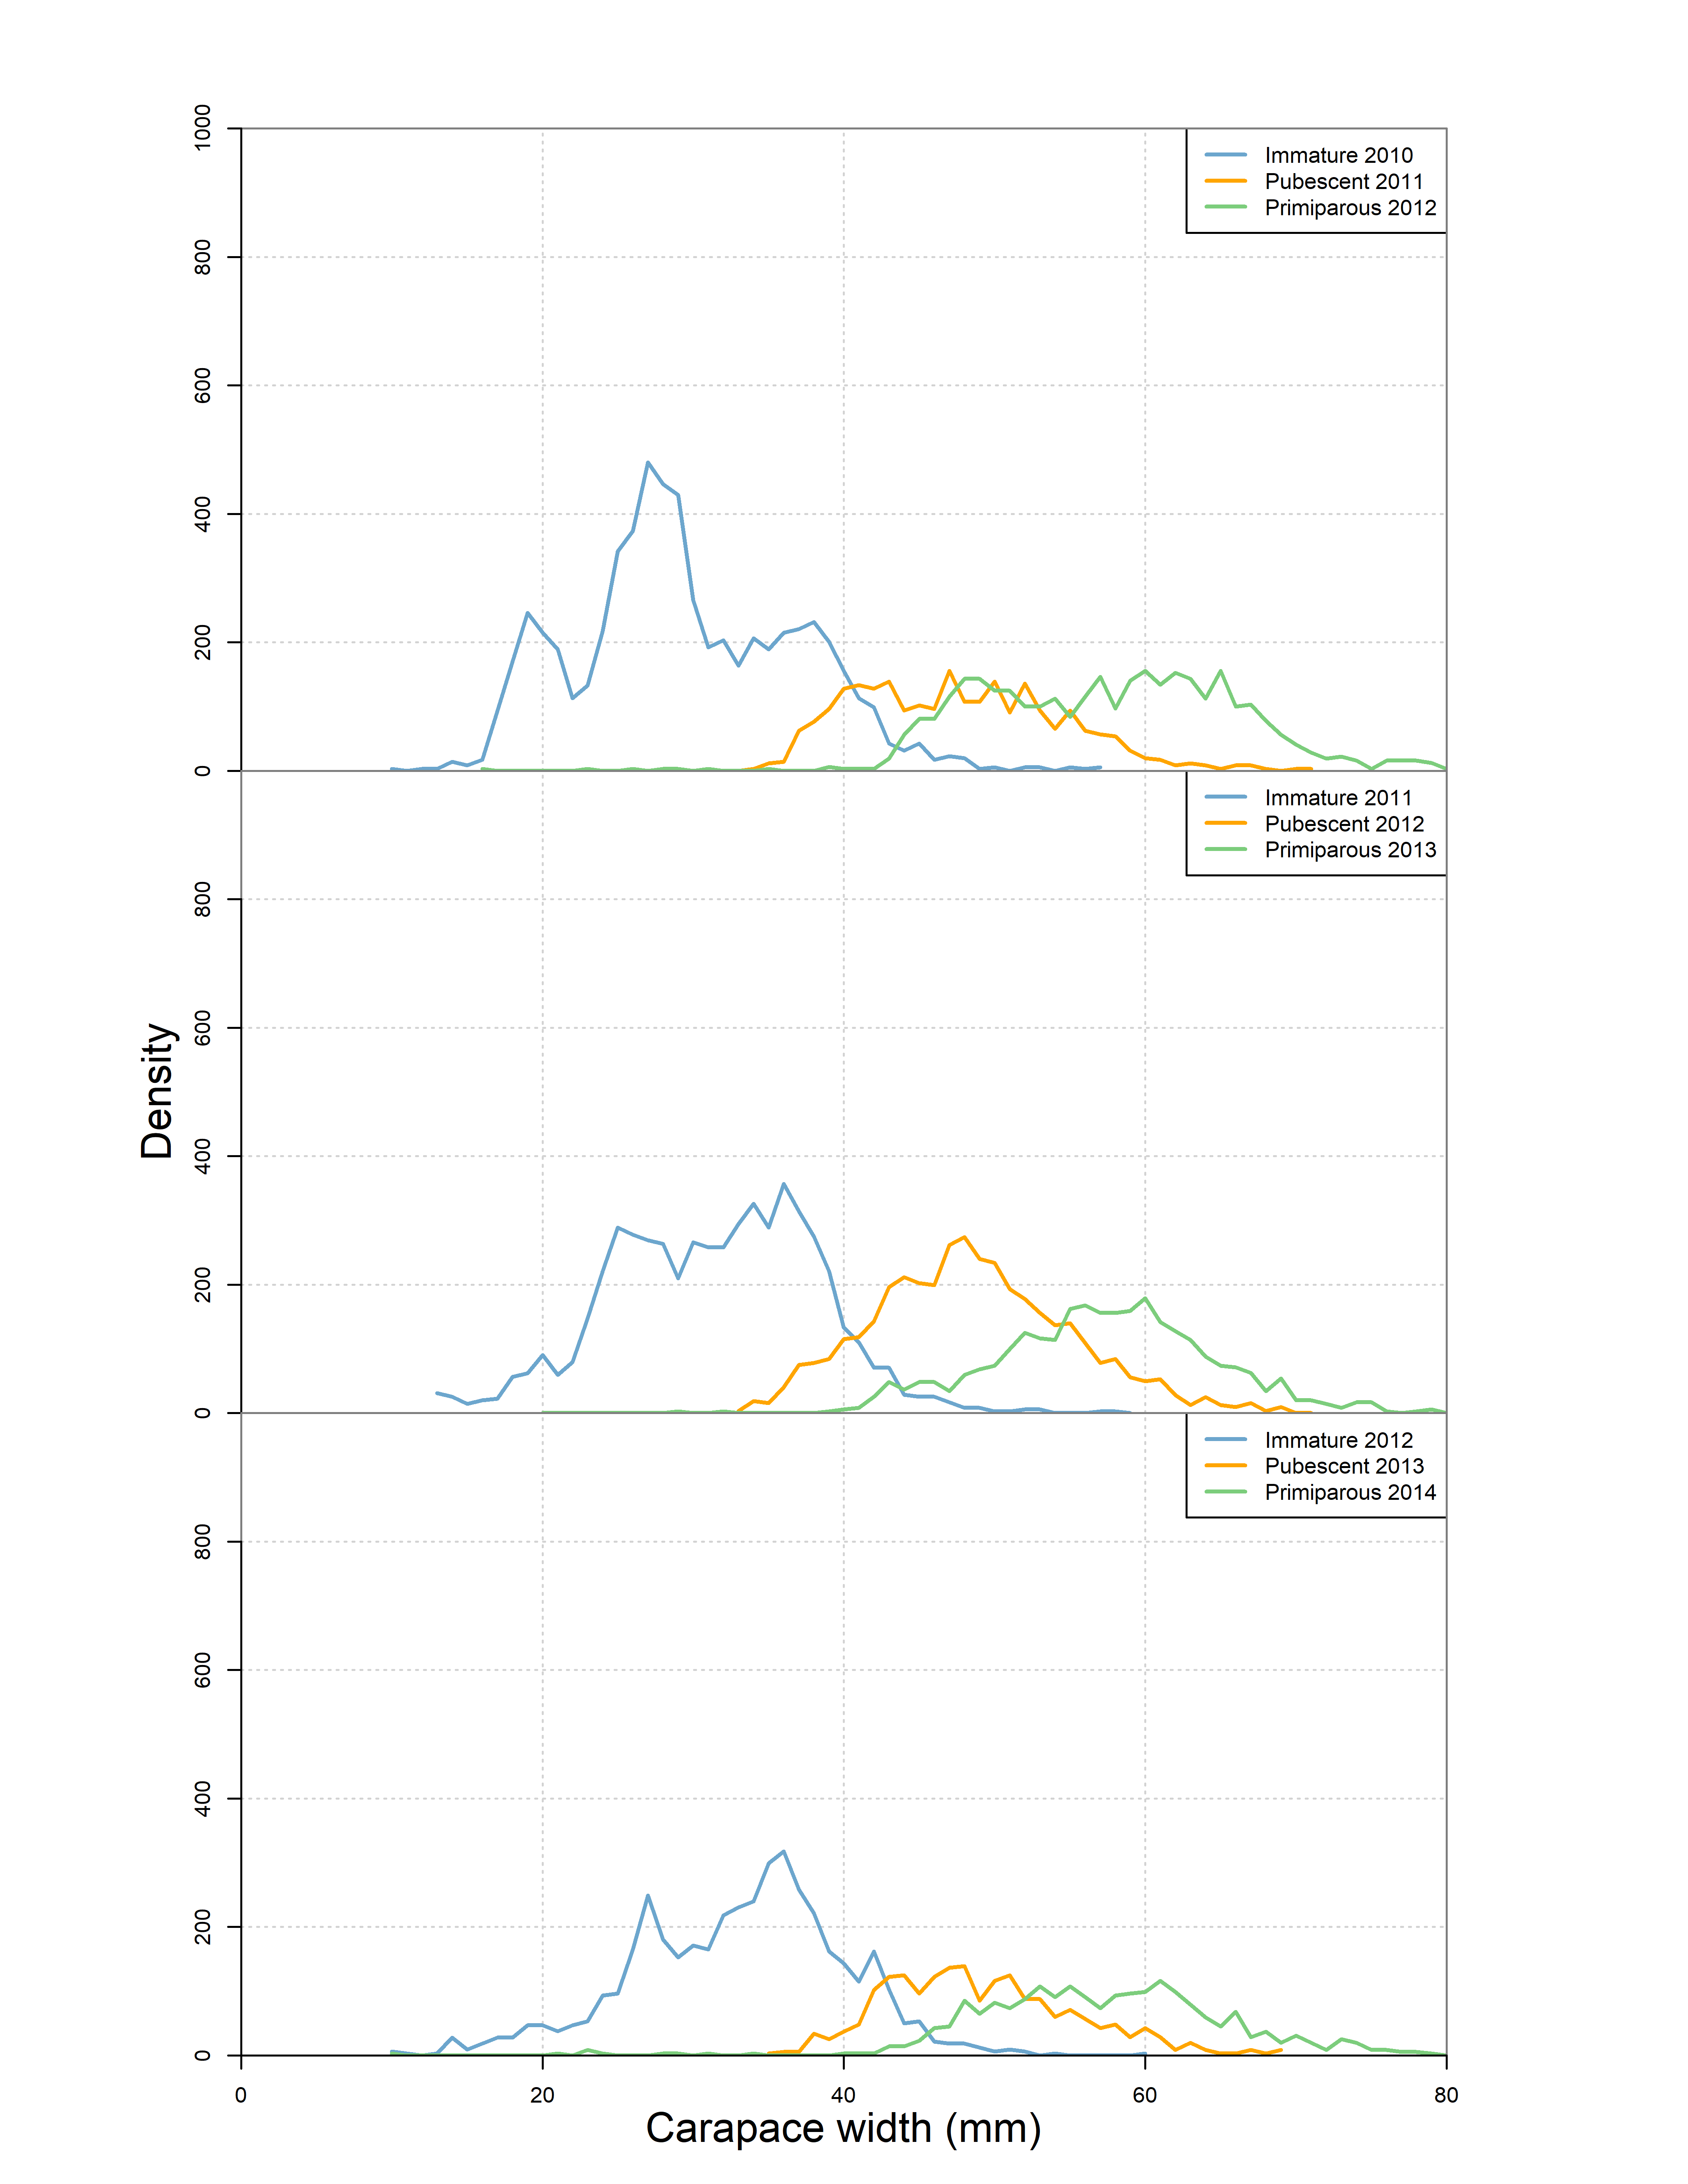 1000
800
600
400
200
0
Immature 2010
Pubescent 2011
Primiparous 2012
800
600
400
200
0
Immature 2011
Pubescent 2012
Primiparous 2013
800
600
400
200
0
Immature 2012
Pubescent 2013
Primiparous 2014
Density
0 20 40 60 80
Carapace width (mm)